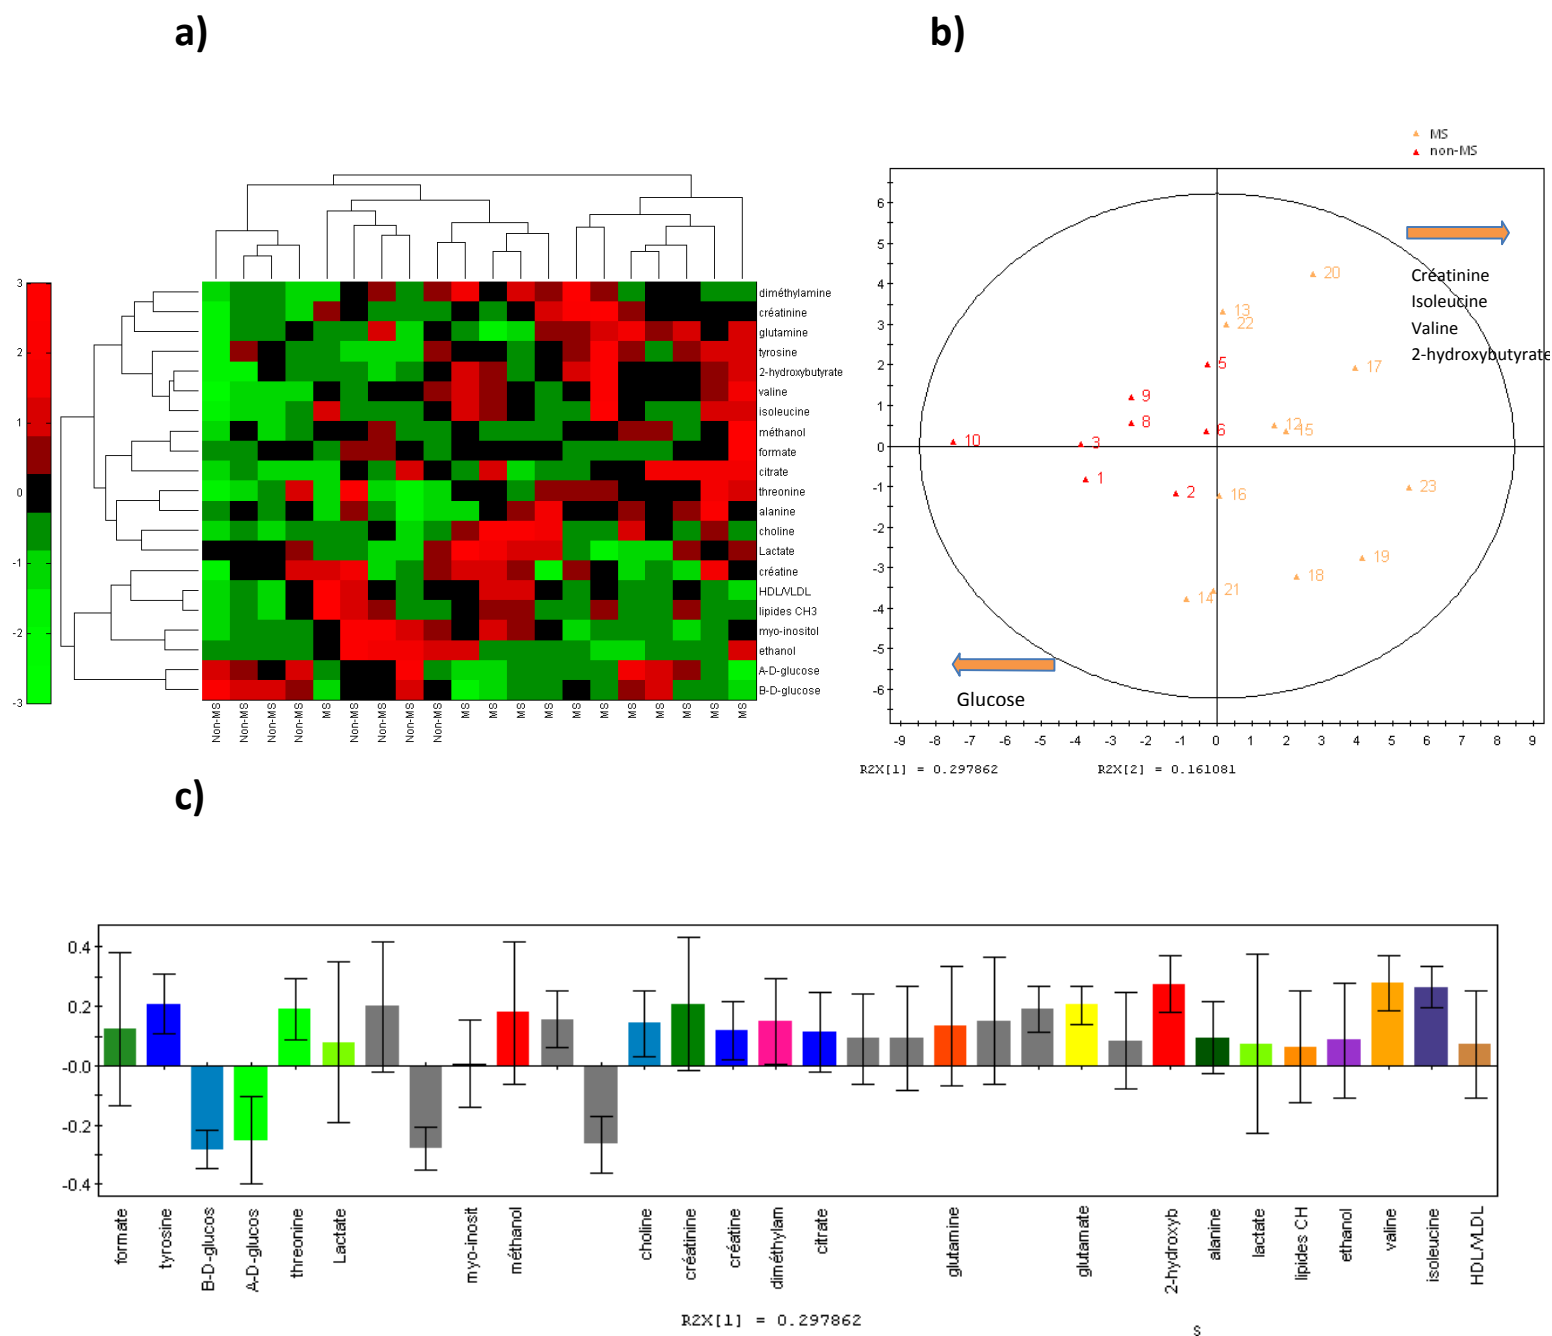 a)
b)
3
2
1
0
-1
-2
-3
diméthylamine
créatinine
glutamine
tyrosine
2-hydroxybutyrate
valine
isoleucine
méthanol
formate
citrate
threonine
alanine
choline
Lactate
créatine
HDL/VLDL
lipides CH3
myo-inositol
ethanol
A-D-glucose
B-D-glucose
Non-MS
Non-MS
Non-MS
Non-MS
MS
Non-MS
Non-MS
Non-MS
Non-MS
MS
MS
MS
MS
MS
MS
MS
MS
MS
MS
MS
MS
non-MS
6
5
4
3
2
1
0
-1
-2
-3
-4
-5
-6
Créatinine
Isoleucine
Valine
2-hydroxybutyrate
20
13
22
5
17
9
8
12
15
6
10
3
1
2
16
23
19
18
21
14
Glucose
-9 -8 -7 -6 -5 -4 -3 -2 -1 0 1 2 3 4 5 6 7 8 9
R2X[1] = 0.297862 R2X[2] = 0.161081
c)
0.4
0.2
-0.0
-0.2
-0.4
formate
tyrosine
B-D-glucos
A-D-glucos
threonine
Lactate
myo-inosit
méthanol
choline
créatinine
créatine
diméthylam
citrate
glutamine
glutamate
2-hydroxyb
alanine
lactate
lipides CH
ethanol
valine
isoleucine
HDL/VLDL
R2X[1] = 0.297862
S